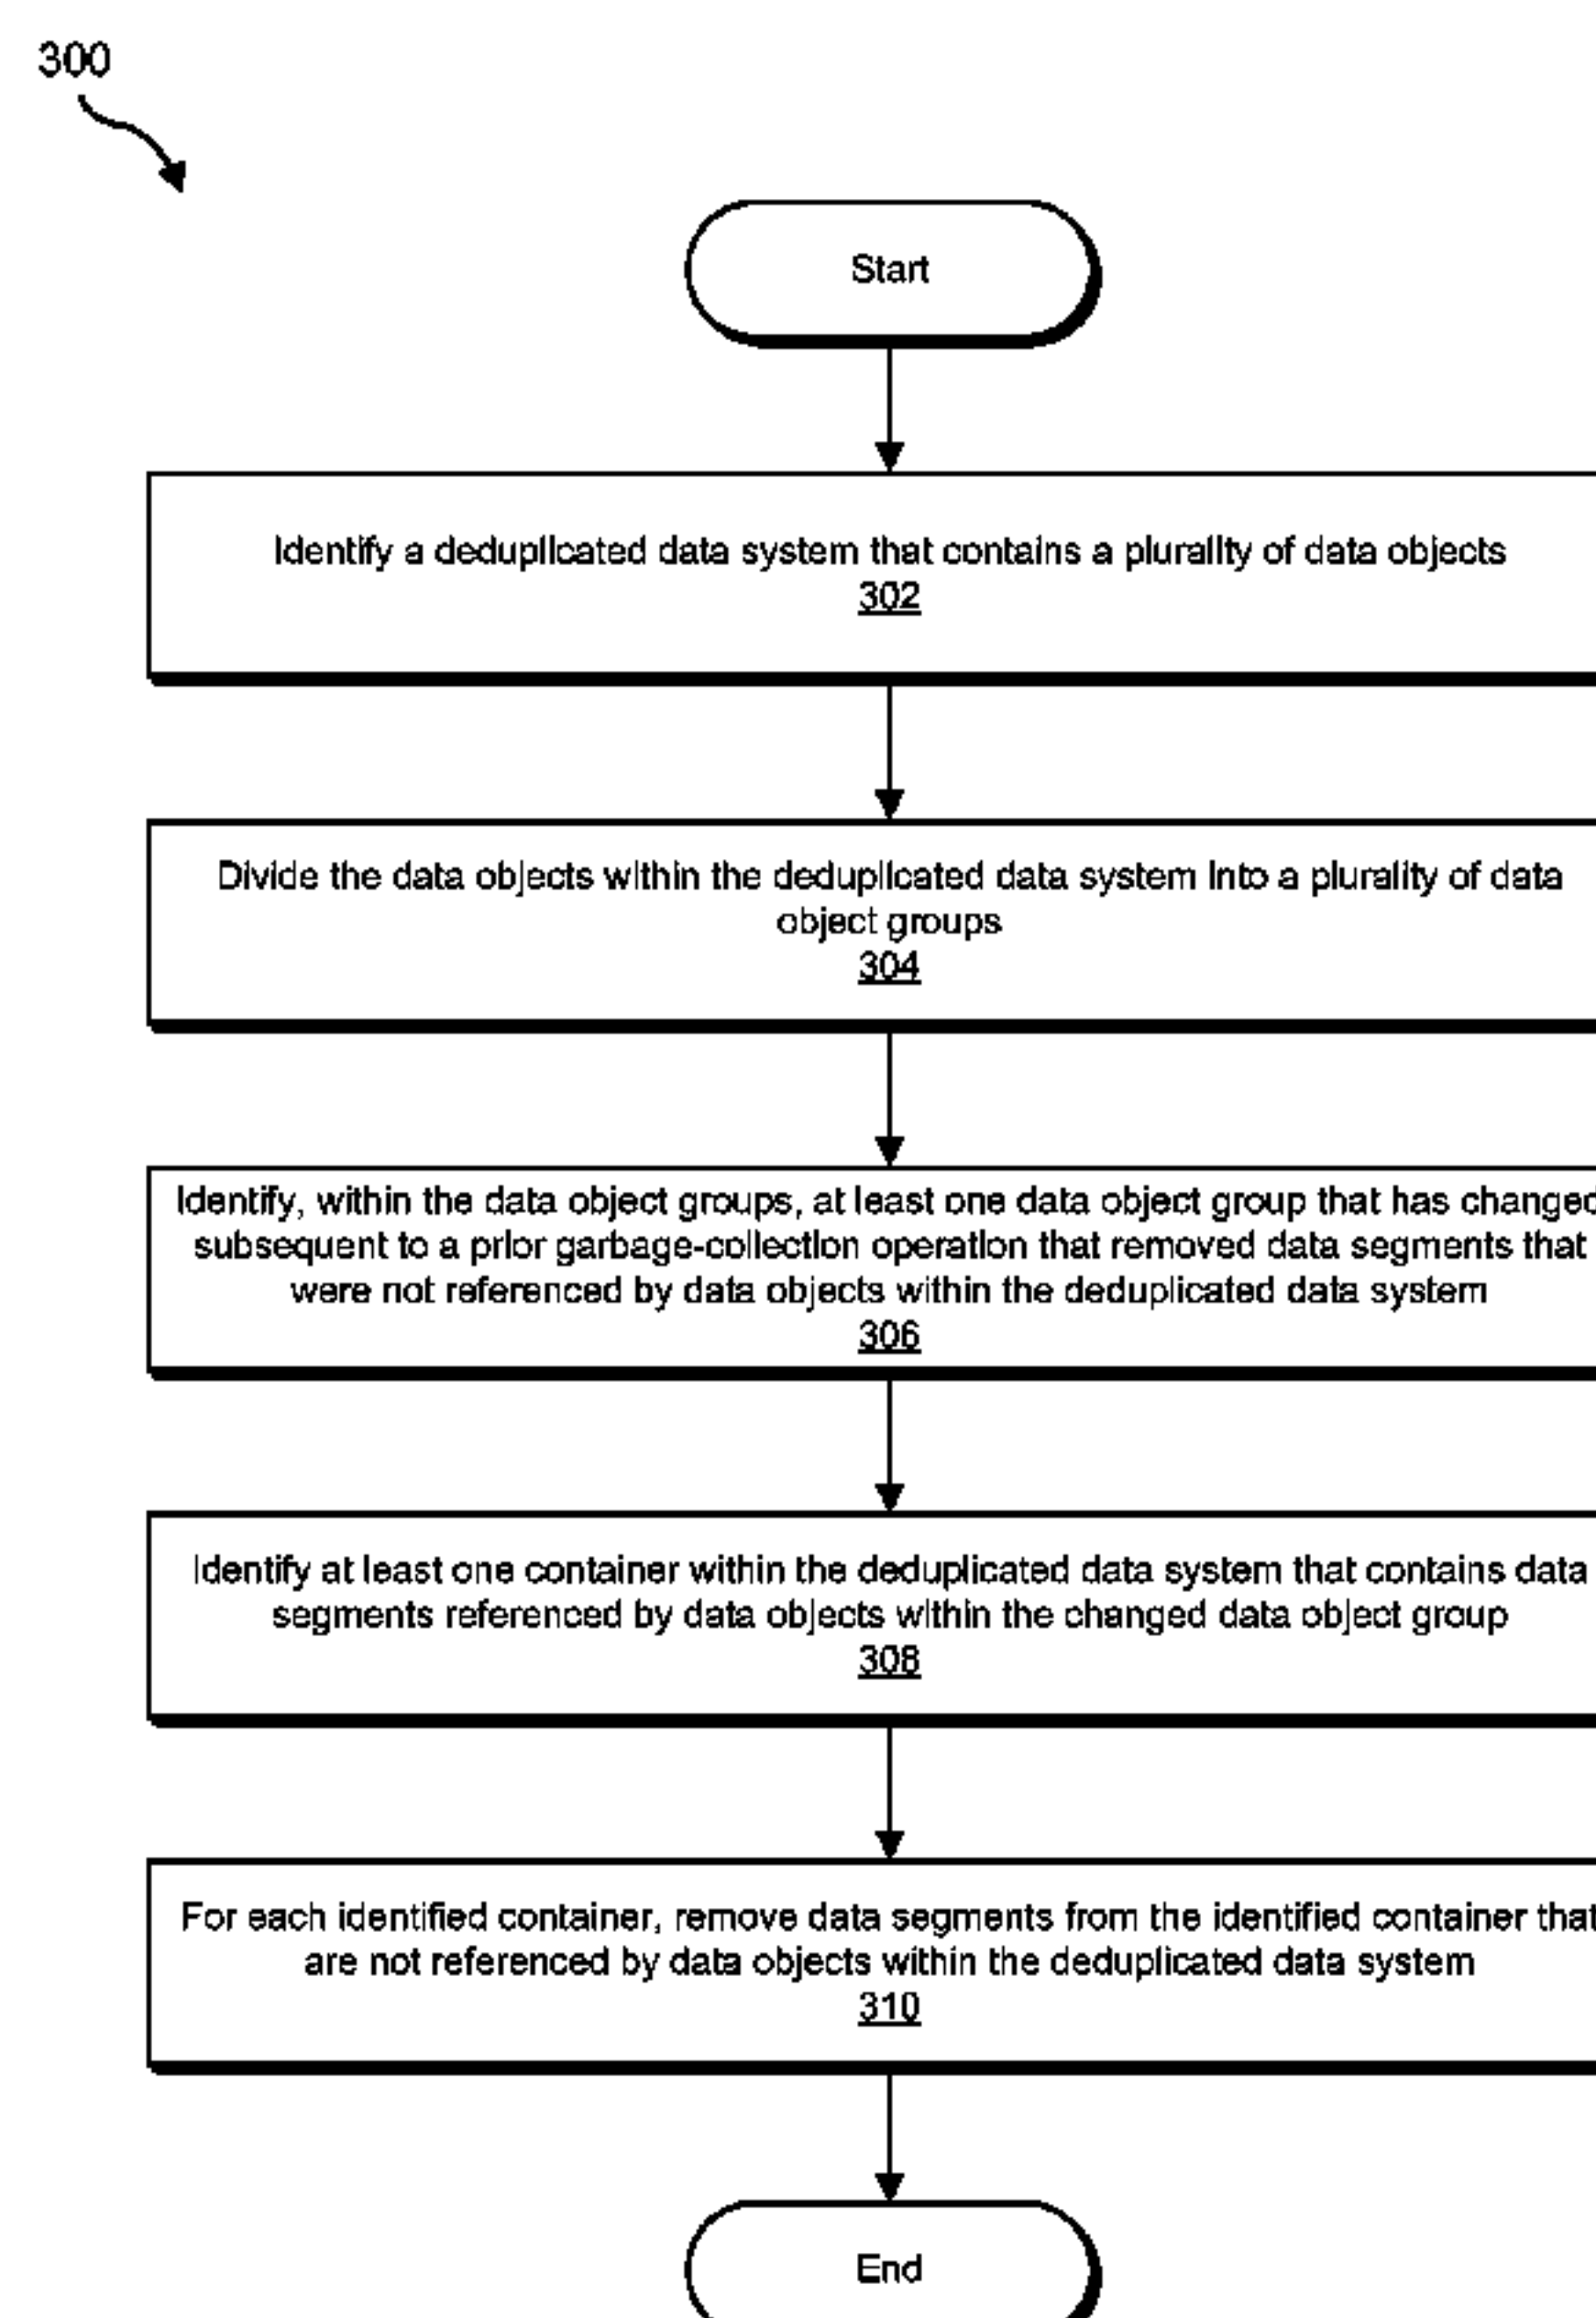 300
Start
Identify a deduplicated data system that contains a plurality of data objects
302
Divide the data objects within the deduplicated data system into a plurality of data
object groups
304
Identify, within the data object groups, at least one data object group that has changed
subsequent to a prior garbage-collection operation that removed data segments that
were not referenced by data objects within the deduplicated data system
306
Identify at least one container within the deduplicated data system that contains data
segments referenced by data objects within the changed data object group
308
For each identified container, remove data segments from the identified container that
are not referenced by data objects within the deduplicated data system
310
End